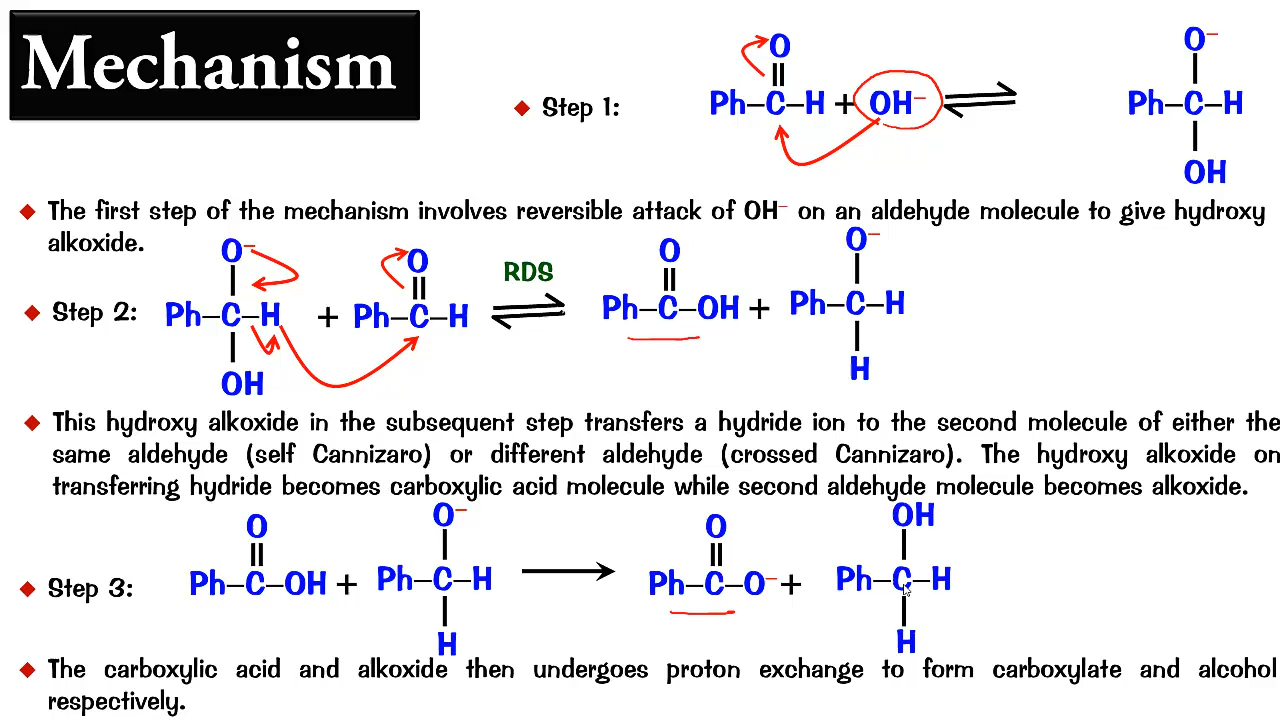 Mechanism
Step 1:
O
Ph–C–H + OH⁻
O⁻
Ph–C–H
OH
The first step of the mechanism involves reversible attack of OH⁻ on an aldehyde molecule to give hydroxy
alkoxide.
Step 2:
O⁻
Ph–C–H
OH
+
O
Ph–C–H
RDS
O
Ph–C–OH +
O⁻
Ph–C–H
H
This hydroxy alkoxide in the subsequent step transfers a hydride ion to the second molecule of either the
same aldehyde (self Cannizaro) or different aldehyde (crossed Cannizaro). The hydroxy alkoxide on
transferring hydride becomes carboxylic acid molecule while second aldehyde molecule becomes alkoxide.
Step 3:
O
Ph–C–OH +
O⁻
Ph–C–H
H
O
Ph–C–O⁻ +
OH
Ph–C–H
H
The carboxylic acid and alkoxide then undergoes proton exchange to form carboxylate and alcohol
respectively.